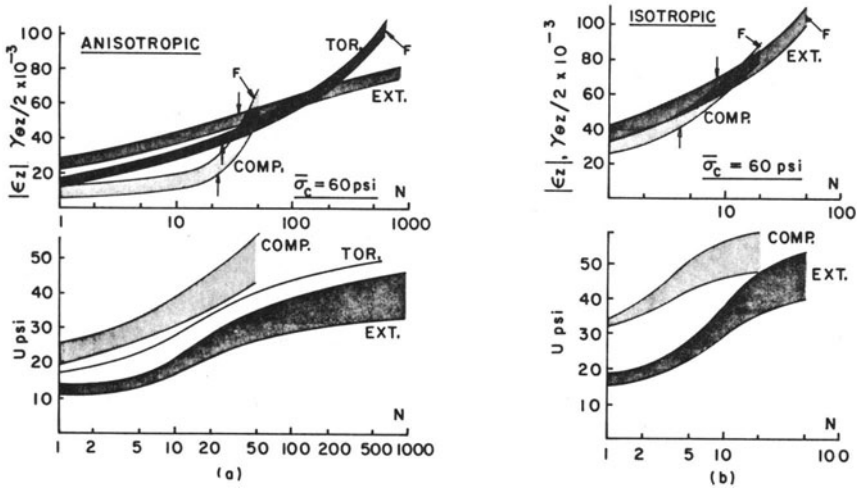 ANISOTROPIC
|εz|, γθz/2 x10⁻³
100
80
60
40
20
TOR.
F
F
EXT.
COMP.
σ̅c = 60 psi
N
1
10
100
1000
ISOTROPIC
|εz|, γθz/2 x10⁻³
100
80
60
40
20
F
F
EXT.
COMP.
σ̅c = 60 psi
N
10
100
U psi
50
40
30
20
10
COMP.
TOR.
EXT.
N
1 2 5 10 20 50 100 200 500 1000
(a)
U psi
50
40
30
20
10
COMP.
EXT.
N
1 2 5 10 50 100
(b)